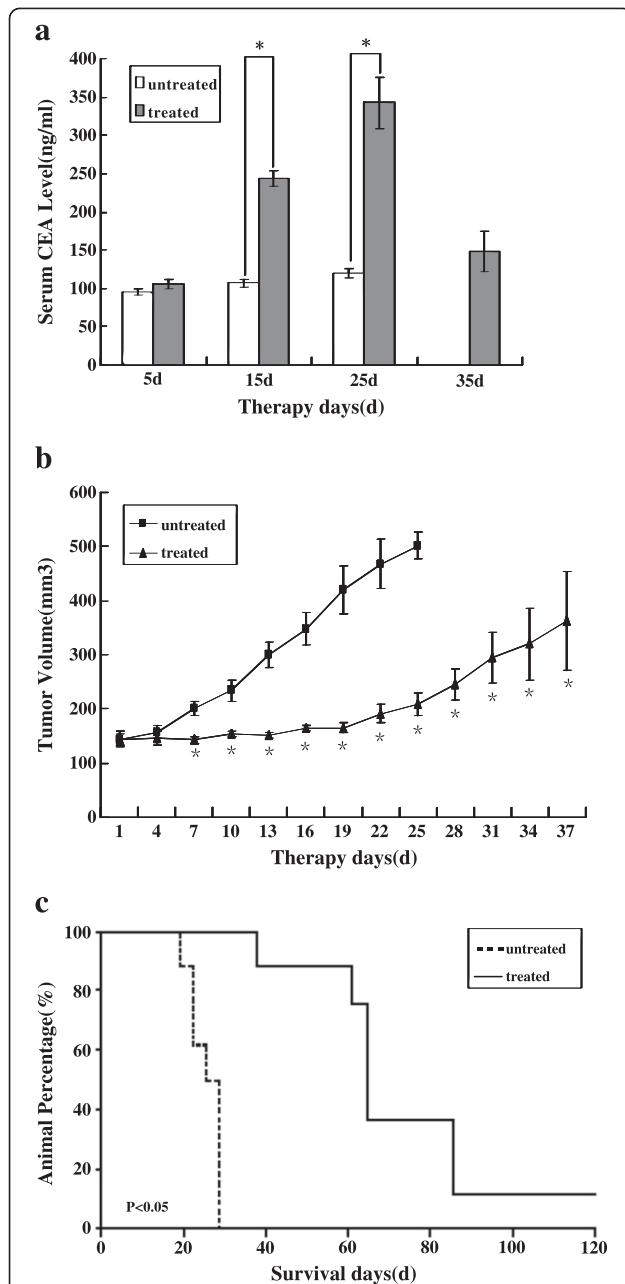 a
*
*
untreated
treated
400
350
300
250
200
150
100
50
0
Serum CEA Level(ng/ml)
5d 15d 25d 35d
Therapy days(d)
b
untreated
treated
600
500
400
300
200
100
0
Tumor Volume(mm3)
* * * * * * * * * * *
1 4 7 10 13 16 19 22 25 28 31 34 37
Therapy days(d)
c
untreated
treated
100
80
60
40
20
0
Animal Percentage(%)
P<0.05
0 20 40 60 80 100 120
Survival days(d)